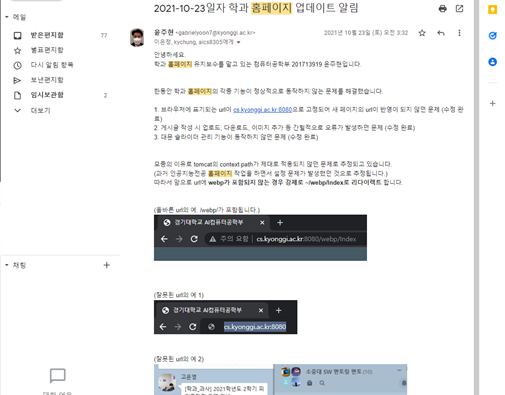 메일
받은편지함 77
별표편지함
다시 알림 항목
보낸편지함
임시보관함 2
더보기
채팅
2021-10-23일자 학과 홈페이지 업데이트 알림
윤주현 <gabrielyoon7@kyonggi.ac.kr>
2021년 10월 23일 (토) 오전 3:32
이은정, kychung, aics8305에게
안녕하세요.
학과 홈페이지 유지보수를 맡고 있는 컴퓨터공학부 201713919 윤주현입니다.
한동안 학과 홈페이지의 각종 기능이 정상적으로 동작하지 않는 문제를 해결했습니다.
1. 브라우저에 표기되는 url이 cs.kyonggi.ac.kr:8080으로 고정되어 새 페이지의 url이 반영이 되지 않던 문제 (수정 완
료)
2. 게시글 작성 시 업로드, 다운로드, 이미지 추가 등 간헐적으로 오류가 발생하던 문제 (수정 완료)
3. 대문 슬라이더 관리 기능이 동작하지 않던 문제 (수정 완료)
모종의 이유로 tomcat의 context path가 제대로 적용되지 않던 문제로 추정되고 있습니다.
(과거 인공지능전공 홈페이지 작업을 하면서 설정 문제가 발생했던 것으로 추정됩니다.)
따라서 앞으로 url에 webp가 포함되지 않는 경우 강제로 ~/webp/Index로 리다이렉트 합니다.
(올바른 url의 예. /webp/가 포함됩니다.)
경기대학교 AI컴퓨터공학부
주의 요함 cs.kyonggi.ac.kr:8080/webp/Index
(잘못된 url의 예 1)
경기대학교 AI컴퓨터공학부
cs.kyonggi.ac.kr:8080
(잘못된 url의 예 2)
고은명
[학과_과사] 2021학년도 2학기 피
소중대 SW 멘토링 멘토 (10)